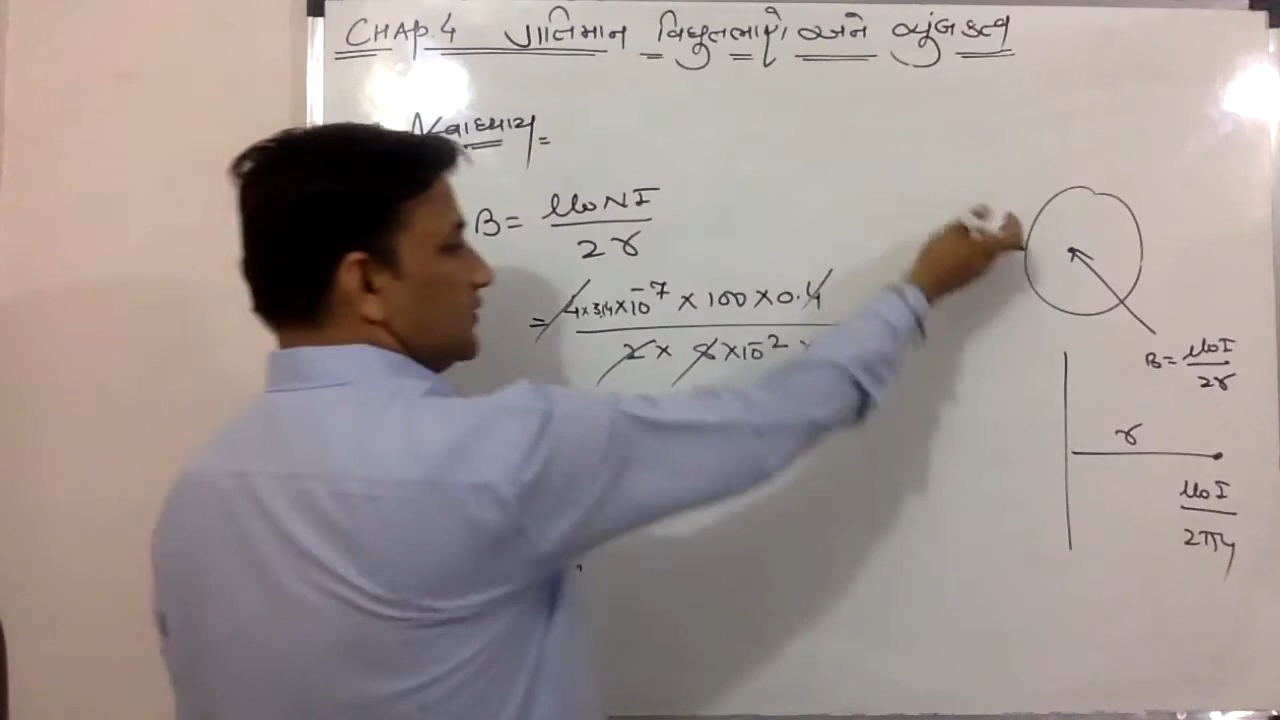 CHAP.4 ગતિમાન વિદ્યુતભારો અને ચુંબકત્વ
સ્વાધ્યાય =
B = μ₀NI / 2r
= 4 x 3.14 x 10⁻⁷ x 100 x 0.4 / 2 x 8 x 10⁻² x
B = μ₀I / 2r
r
μ₀I / 2πr